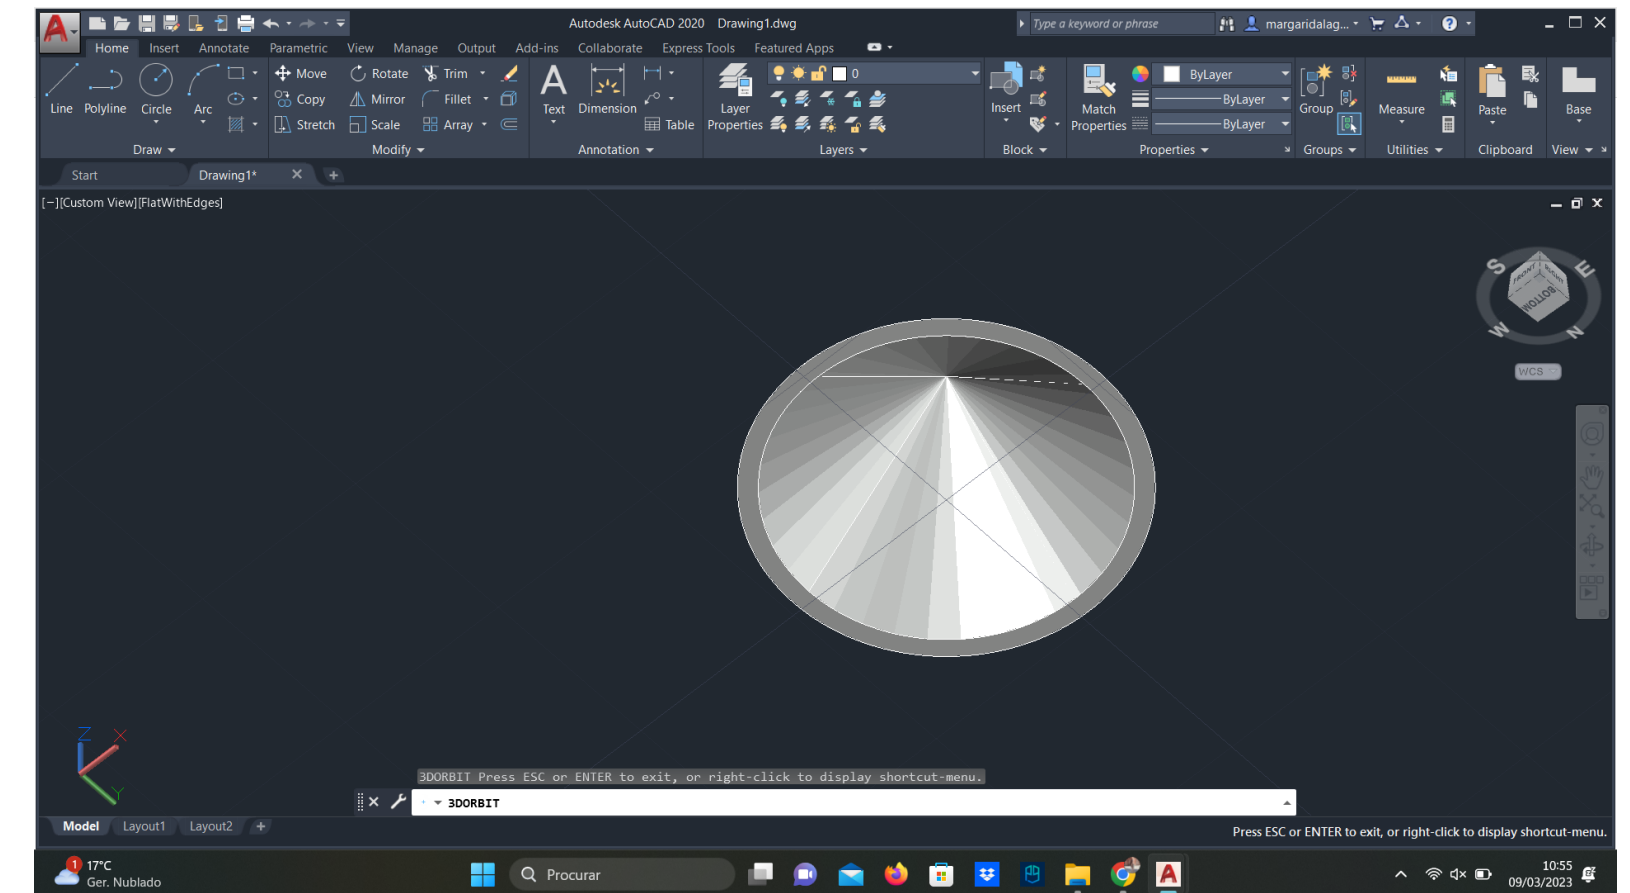 Autodesk AutoCAD 2020 Drawing1.dwg
Type a keyword or phrase
margaridalag...
Home Insert Annotate Parametric View Manage Output Add-ins Collaborate Express Tools Featured Apps
Line Polyline Circle Arc
Move Rotate Trim
Copy Mirror Fillet
Stretch Scale Array
Text Dimension
Table
Layer
Properties
0
Insert
Match
Properties
ByLayer
ByLayer
ByLayer
Group
Measure
Paste
Base
Draw Modify Annotation Layers Block Properties Groups Utilities Clipboard View
Start Drawing1*
[−][Custom View][FlatWithEdges]
S E
FRONT RIGHT
BOTTOM
W N
WCS
Z X
Y
3DORBIT Press ESC or ENTER to exit, or right-click to display shortcut-menu.
3DORBIT
Model Layout1 Layout2
Press ESC or ENTER to exit, or right-click to display shortcut-menu.
1
17°C
Ger. Nublado
Procurar
10:55
09/03/2023